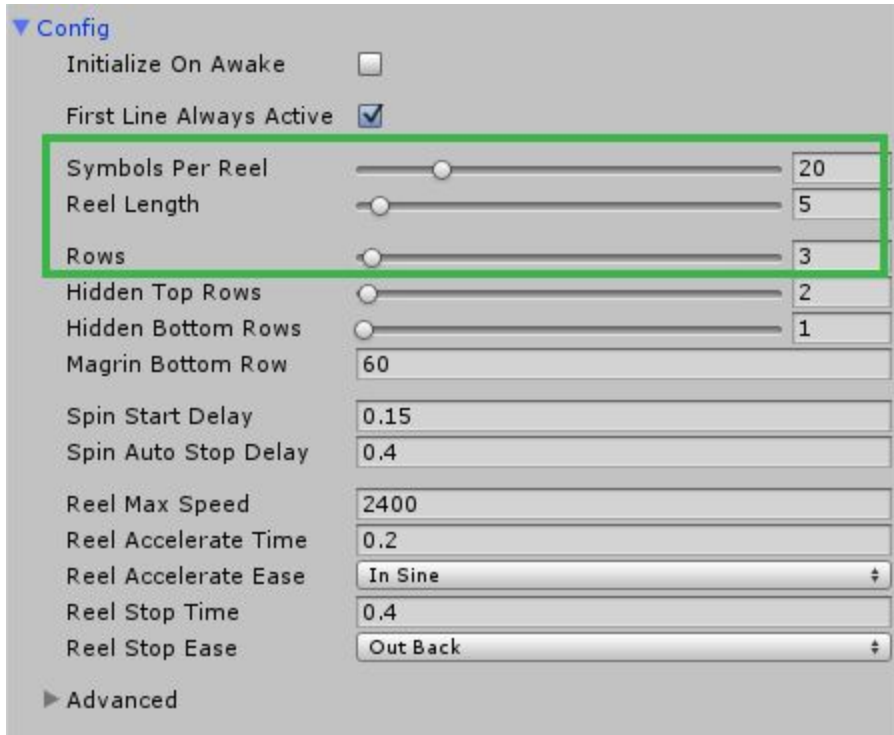 Config
Initialize On Awake
First Line Always Active
Symbols Per Reel 20
Reel Length 5
Rows 3
Hidden Top Rows 2
Hidden Bottom Rows 1
Magrin Bottom Row 60
Spin Start Delay 0.15
Spin Auto Stop Delay 0.4
Reel Max Speed 2400
Reel Accelerate Time 0.2
Reel Accelerate Ease In Sine
Reel Stop Time 0.4
Reel Stop Ease Out Back
Advanced